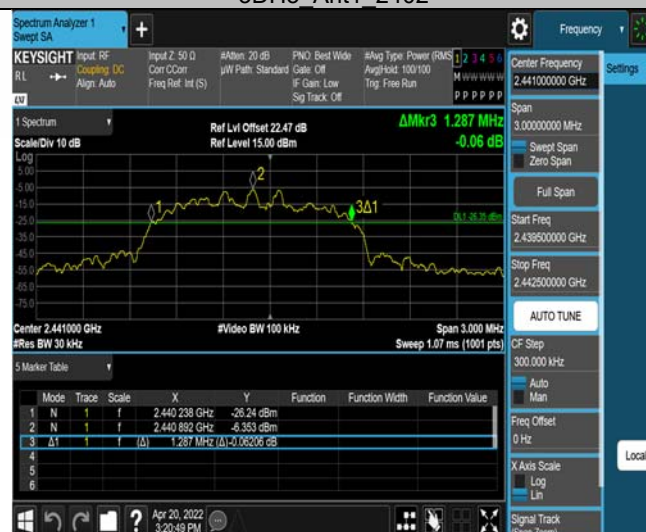 Spectrum Analyzer 1
Swept SA
+
Frequency
KEYSIGHT
RL
LXI
Input: RF
Coupling: DC
Align: Auto
Input Z: 50 Ω
Corr CCorr
Freq Ref: Int (S)
#Atten: 20 dB
µW Path: Standard
PNO: Best Wide
Gate: Off
IF Gain: Low
Sig Track: Off
#Avg Type: Power (RMS)
Avg|Hold: 100/100
Trig: Free Run
1 2 3 4 5 6
M w w w w w
P P P P P P
1 Spectrum
Scale/Div 10 dB
Ref Lvl Offset 22.47 dB
Ref Level 15.00 dBm
ΔMkr3 1.287 MHz
-0.06 dB
Log
5.00
-5.00
-15.0
-25.0
-35.0
-45.0
-55.0
-65.0
-75.0
1
2
3Δ1
DL1 -26.35 dBm
Center 2.441000 GHz
#Video BW 100 kHz
Span 3.000 MHz
#Res BW 30 kHz
Sweep 1.07 ms (1001 pts)
5 Marker Table
Mode Trace Scale X Y Function Function Width Function Value
1 N 1 f 2.440 238 GHz -26.24 dBm
2 N 1 f 2.440 892 GHz -6.353 dBm
3 Δ1 1 f (Δ) 1.287 MHz (Δ) -0.06206 dB
4
5
6
Apr 20, 2022
3:20:49 PM
Center Frequency
2.441000000 GHz
Span
3.00000000 MHz
Swept Span
Zero Span
Full Span
Start Freq
2.439500000 GHz
Stop Freq
2.442500000 GHz
AUTO TUNE
CF Step
300.000 kHz
Auto
Man
Freq Offset
0 Hz
X Axis Scale
Log
Lin
Signal Track
Settings
Local